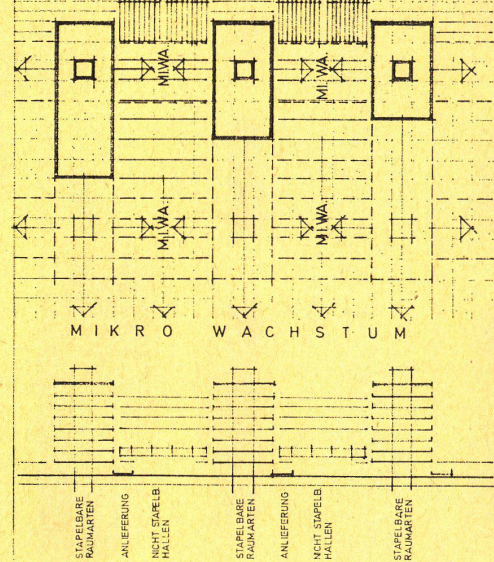 MI.WA.
MI.WA.
MI.WA.
MI.WA.
MIKRO WACHSTUM
STAPELBARE
RAUMARTEN
ANLIEFERUNG
NICHT STAPELB.
HALLEN
STAPELBARE
RAUMARTEN
ANLIEFERUNG
NICHT STAPELB.
HALLEN
STAPELBARE
RAUMARTEN